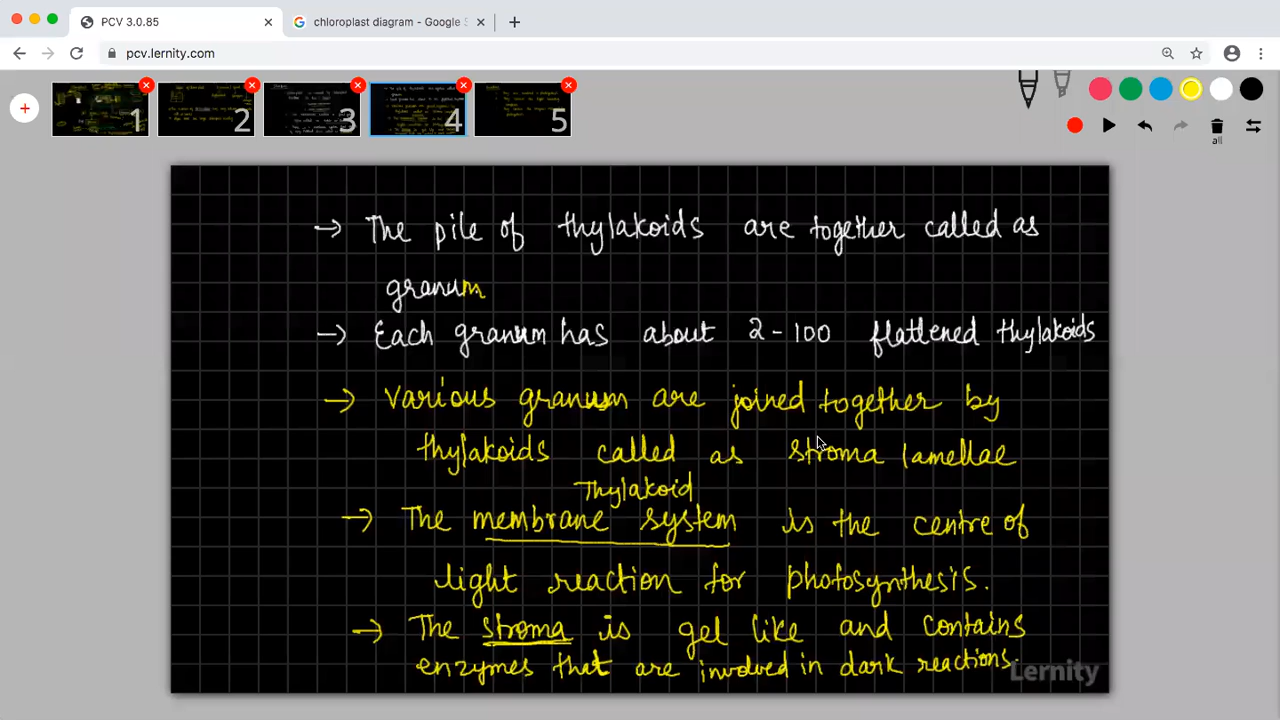 PCV 3.0.85
chloroplast diagram - Google S
pcv.lernity.com
1
2
3
4
5
all
→ The pile of thylakoids are together called as
granum
→ Each granum has about 2-100 flattened thylakoids
→ Various granum are joined together by
thylakoids called as stroma lamellae
Thylakoid
→ The membrane system is the centre of
light reaction for photosynthesis.
→ The stroma is gel like and contains
enzymes that are involved in dark reactions.
Lernity